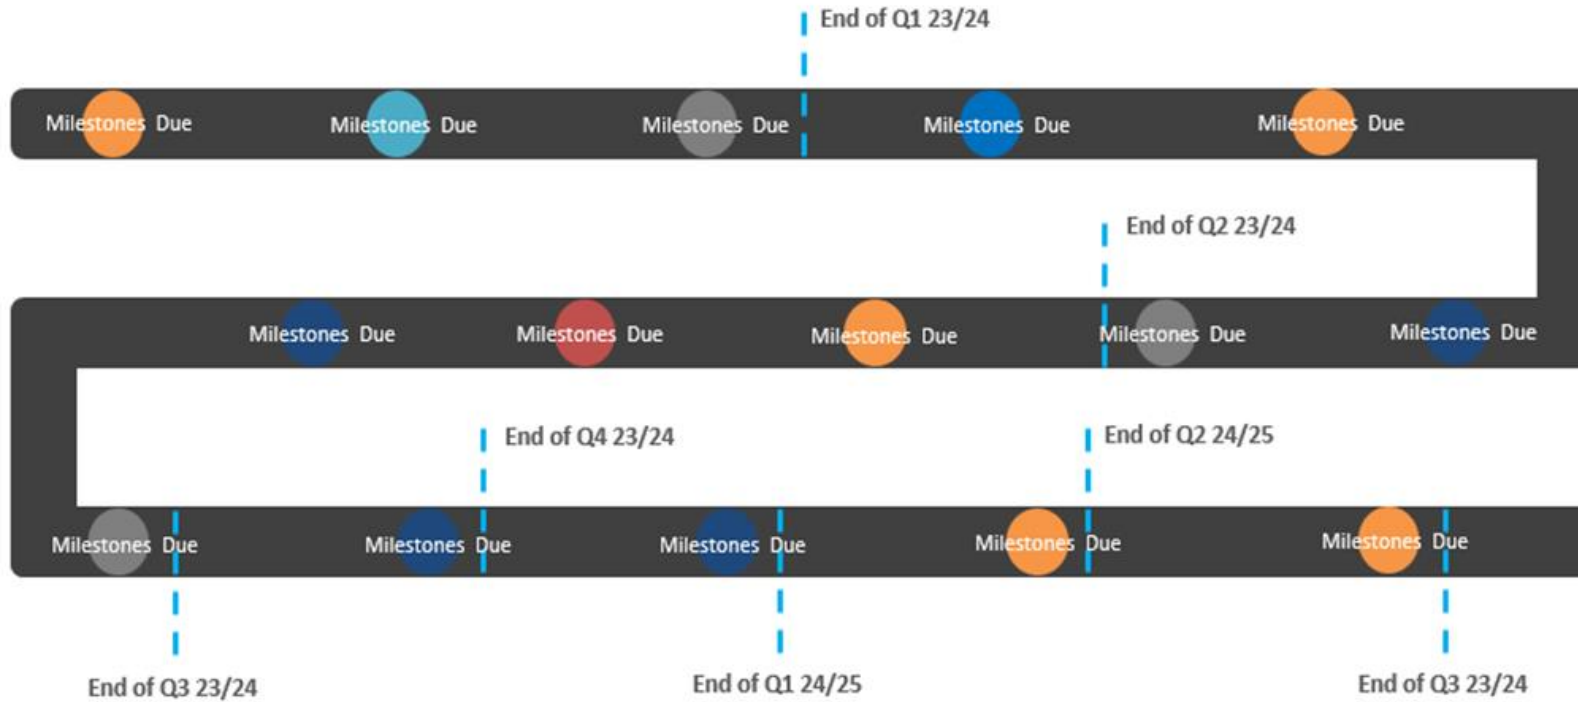 End of Q1 23/24
Milestones Due
Milestones Due
Milestones Due
Milestones Due
Milestones Due
End of Q2 23/24
Milestones Due
Milestones Due
Milestones Due
Milestones Due
Milestones Due
End of Q4 23/24
End of Q2 24/25
Milestones Due
Milestones Due
Milestones Due
Milestones Due
Milestones Due
End of Q3 23/24
End of Q1 24/25
End of Q3 23/24